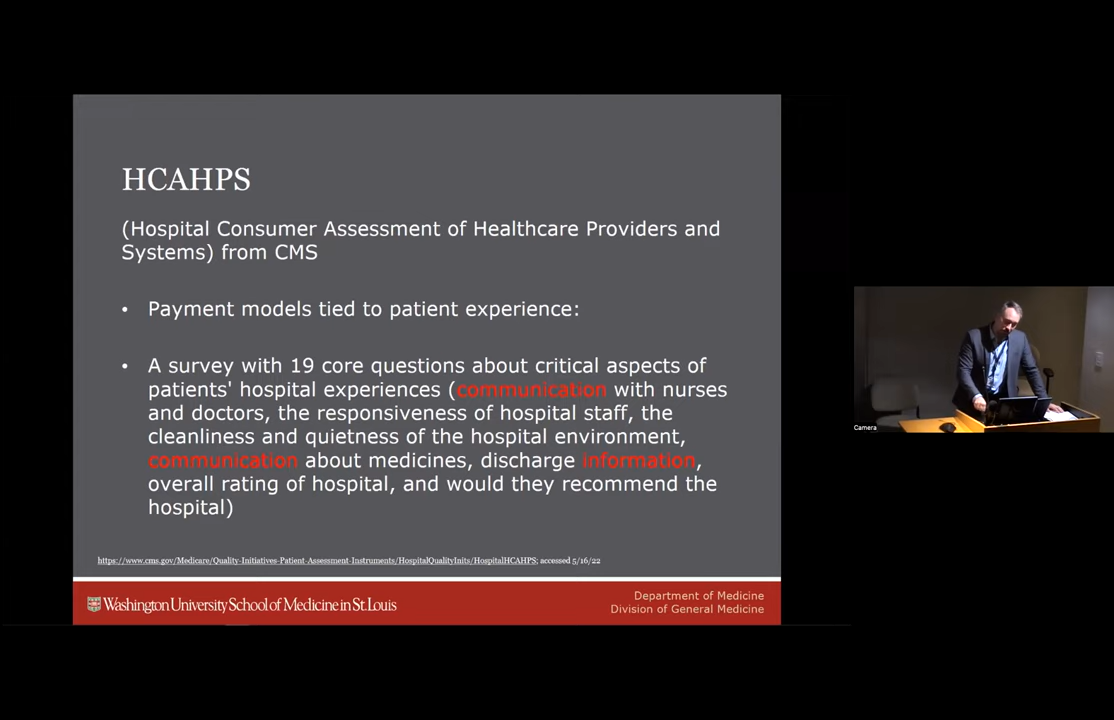 HCAHPS
(Hospital Consumer Assessment of Healthcare Providers and
Systems) from CMS
• Payment models tied to patient experience:
• A survey with 19 core questions about critical aspects of
patients' hospital experiences (communication with nurses
and doctors, the responsiveness of hospital staff, the
cleanliness and quietness of the hospital environment,
communication about medicines, discharge information,
overall rating of hospital, and would they recommend the
hospital)
https://www.cms.gov/Medicare/Quality-Initiatives-Patient-Assessment-Instruments/HospitalQualityInits/HospitalHCAHPS; accessed 5/16/22
Washington University School of Medicine in St. Louis
Department of Medicine
Division of General Medicine
Camera